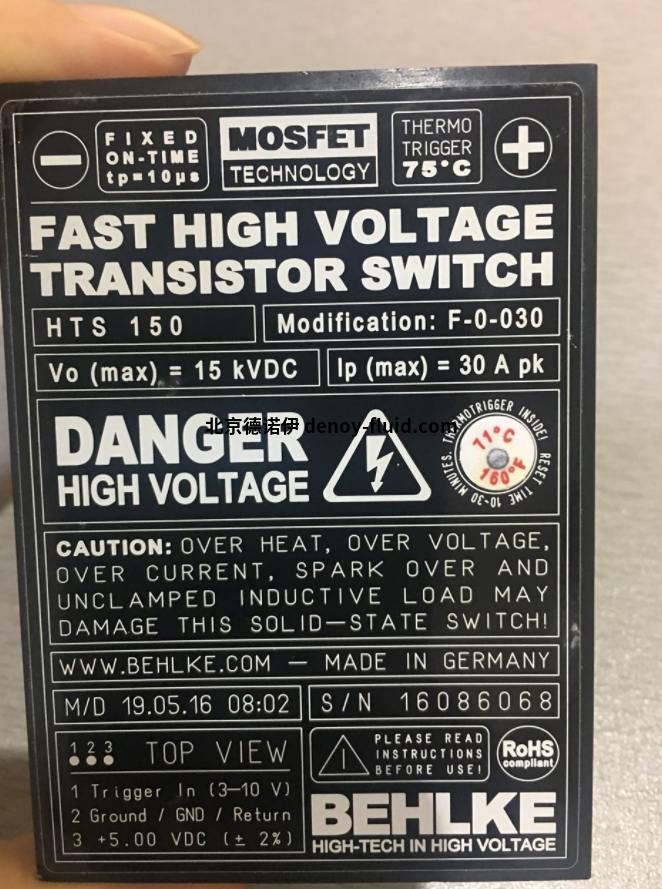 FIXED
ON-TIME
tp=10µs
MOSFET
TECHNOLOGY
THERMO
TRIGGER
75°C
FAST HIGH VOLTAGE
TRANSISTOR SWITCH
HTS 150
Modification: F-0-030
Vo (max) = 15 kVDC
Ip (max) = 30 A pk
DANGER
HIGH VOLTAGE
北京德诺伊 denoy-fluid.com
THERMOTRIGGER INSIDE! RESET TIME 10-30 MINUTES.
71°C
160°F
CAUTION: OVER HEAT, OVER VOLTAGE,
OVER CURRENT, SPARK OVER AND
UNCLAMPED INDUCTIVE LOAD MAY
DAMAGE THIS SOLID-STATE SWITCH!
WWW.BEHLKE.COM — MADE IN GERMANY
M/D 19.05.16 08:02
S/N 16086068
1 2 3
TOP VIEW
1 Trigger In (3-10 V)
2 Ground / GND / Return
3 +5.00 VDC (± 2%)
PLEASE READ
INSTRUCTIONS
BEFORE USE!
RoHS
compliant
BEHLKE
HIGH-TECH IN HIGH VOLTAGE